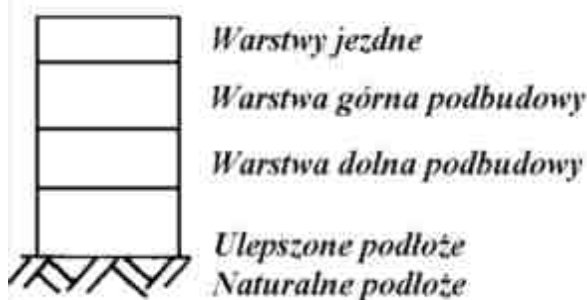 Warstwy jezdne
Warstwa górna podbudowy
Warstwa dolna podbudowy
Ulepszone podłoże
Naturalne podłoże